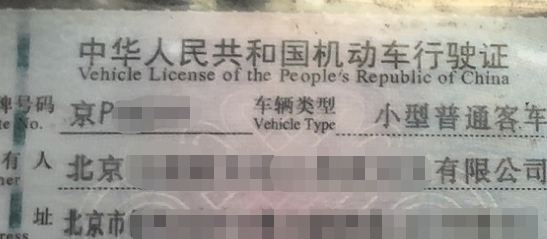 中华人民共和国机动车行驶证
Vehicle License of the People's Republic of China
号码 京P 车辆类型 小型普通客车
No. Vehicle Type
有人 北京 有限公司
址 北京市